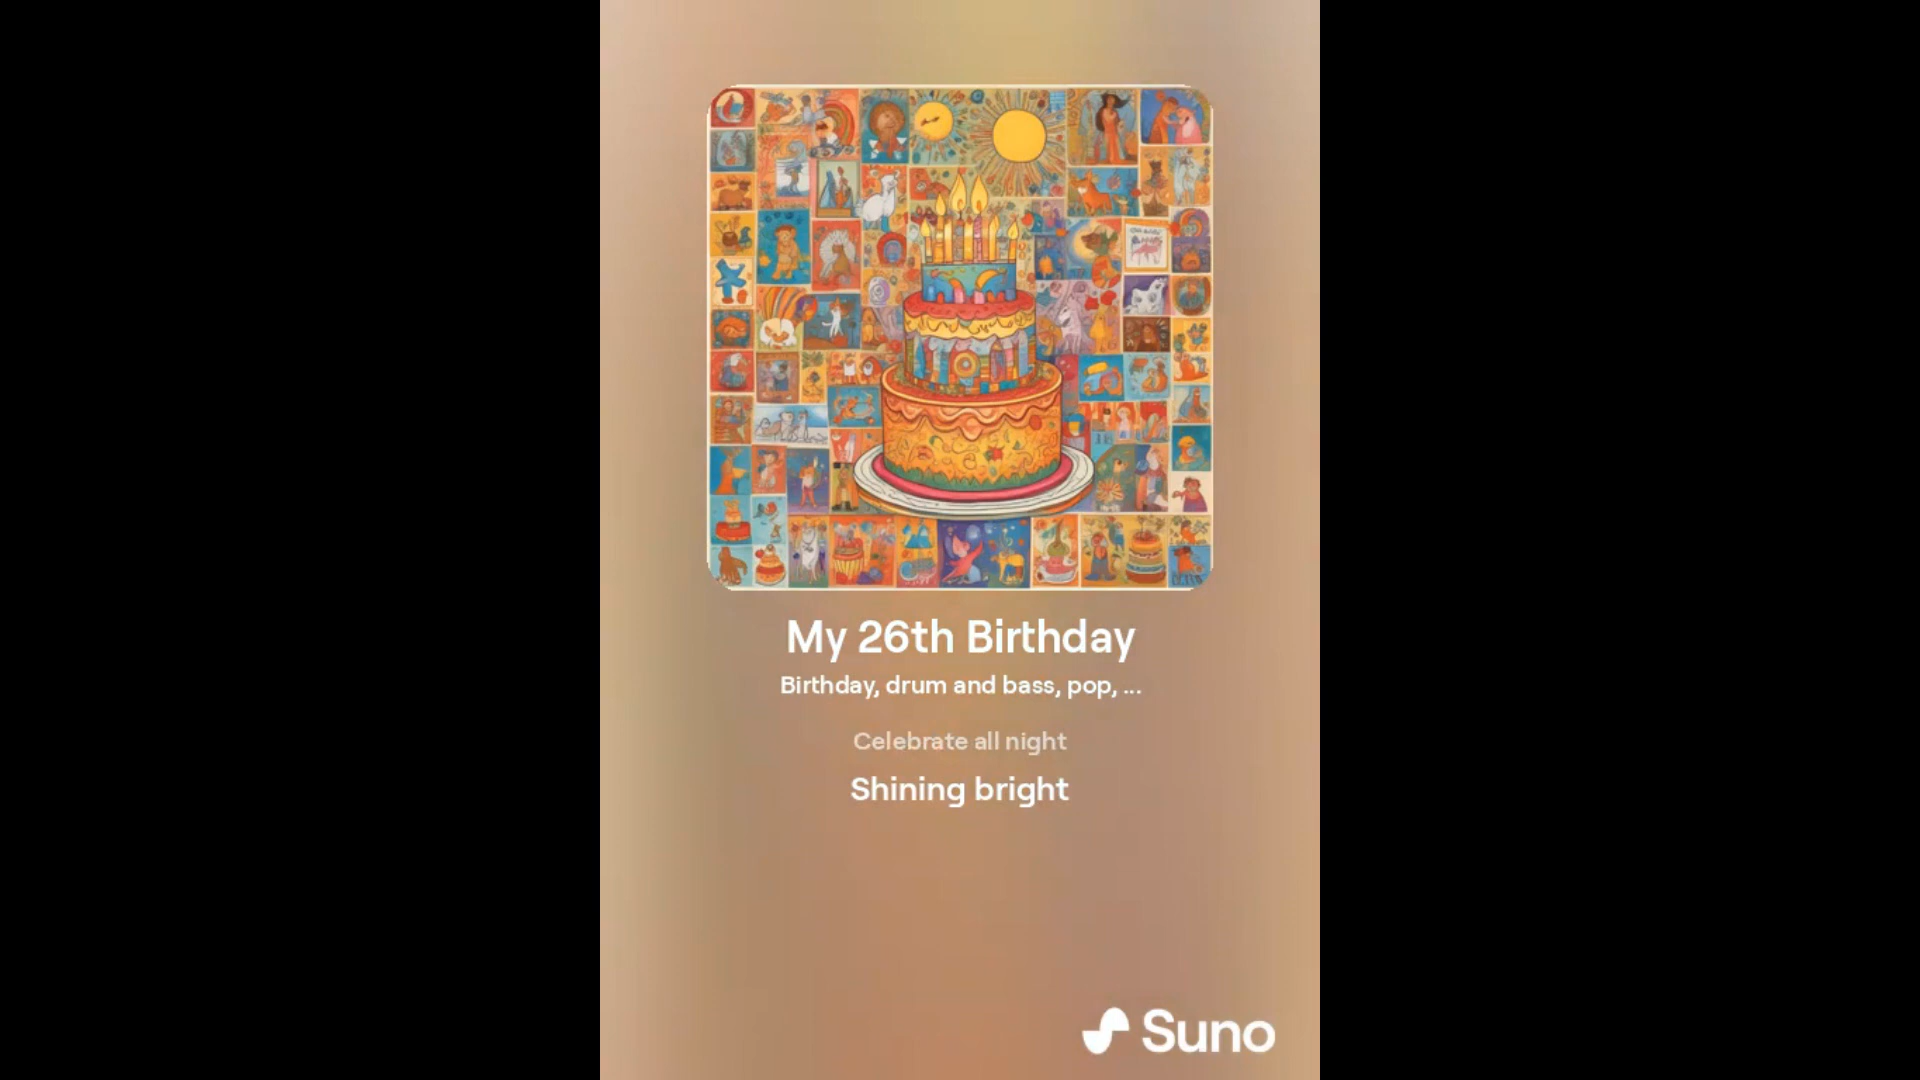 My 26th Birthday
Birthday, drum and bass, pop, ...
Celebrate all night
Shining bright
Suno